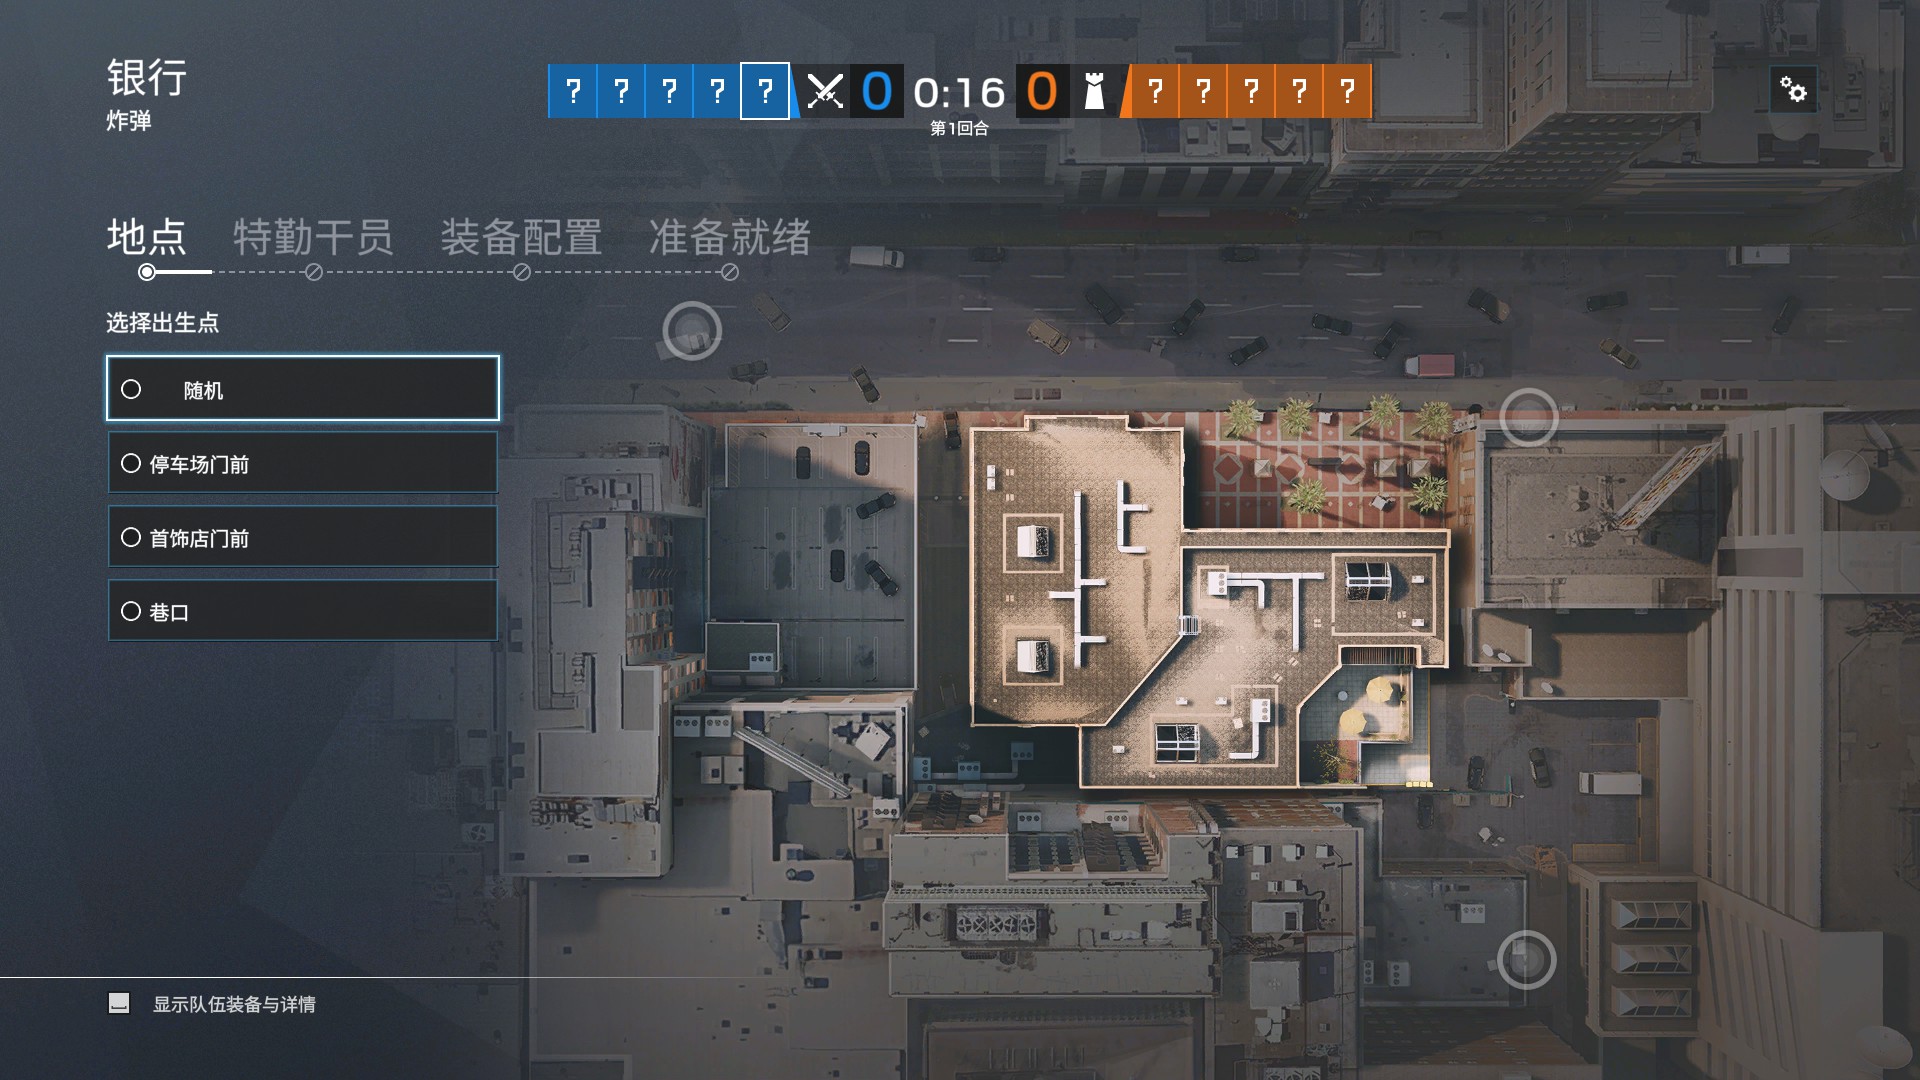 银行
炸弹
? ? ? ? ? 0 0:16 0 ? ? ? ? ?
第1回合
地点 特勤干员 装备配置 准备就绪
选择出生点
随机
停车场门前
首饰店门前
巷口
显示队伍装备与详情